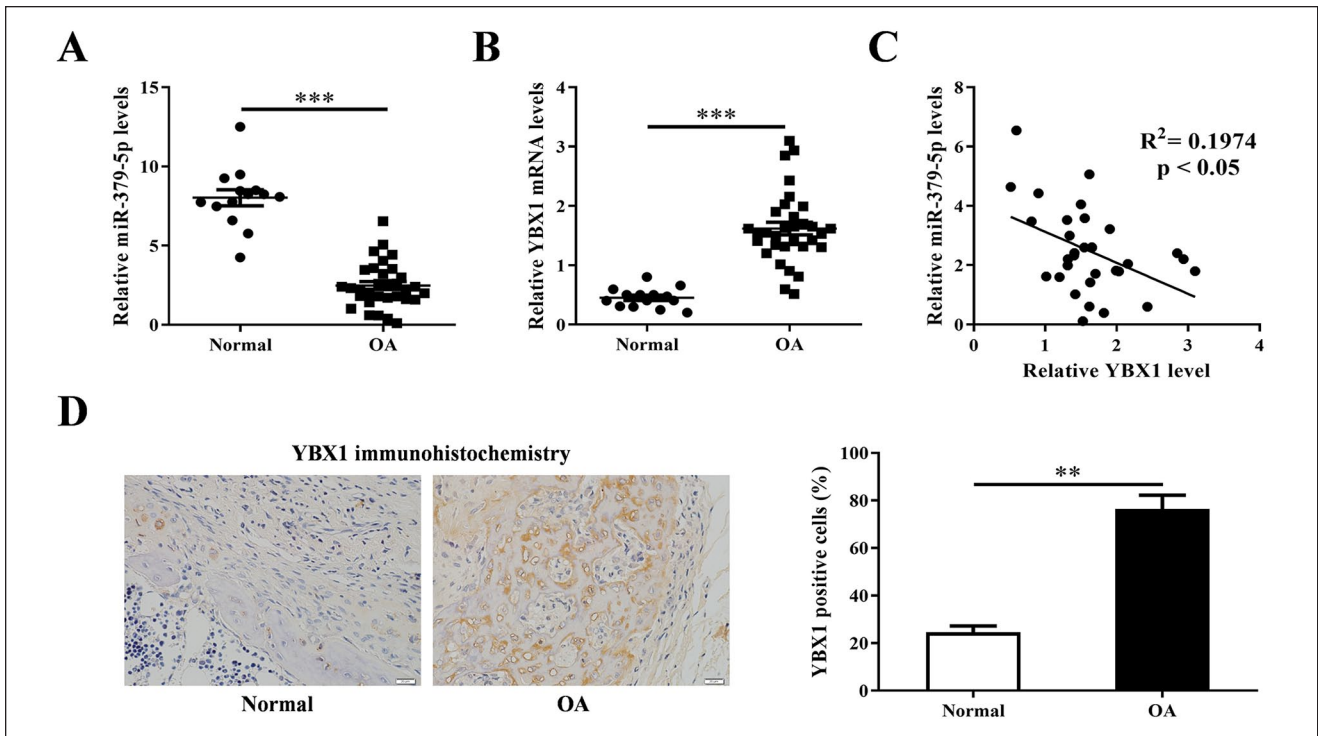 A
Relative miR-379-5p levels
15
10
5
0
***
Normal
OA
B
Relative YBX1 mRNA levels
4
3
2
1
0
***
Normal
OA
C
Relative miR-379-5p levels
8
6
4
2
0
R²= 0.1974
p < 0.05
0
1
2
3
4
Relative YBX1 level
D
YBX1 immunohistochemistry
Normal
OA
YBX1 positive cells (%)
100
80
60
40
20
0
**
Normal
OA